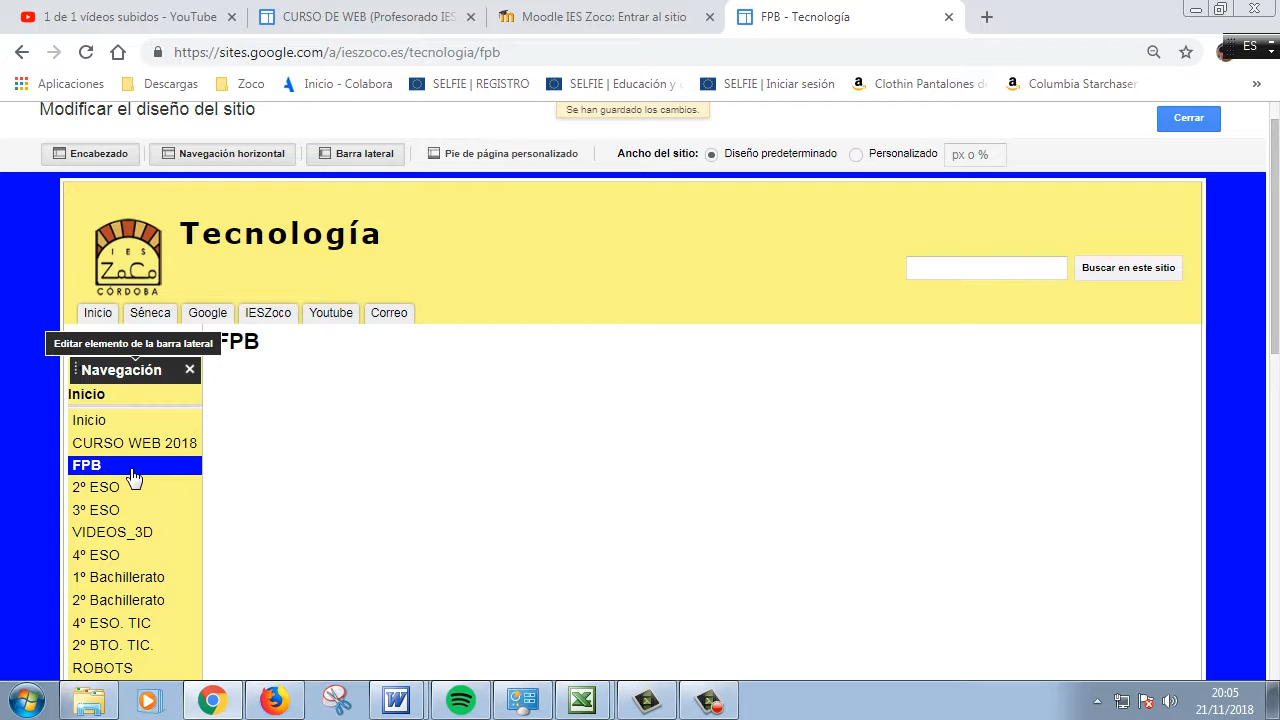 1 de 1 vídeos subidos - YouTube
CURSO DE WEB (Profesorado IES
Moodle IES Zoco: Entrar al sitio
FPB - Tecnología
https://sites.google.com/a/ieszoco.es/tecnologia/fpb
ES
Aplicaciones
Descargas
Zoco
Inicio - Colabora
SELFIE | REGISTRO
SELFIE | Educación y
SELFIE | Iniciar sesión
Clothin Pantalones d
Columbia Starchaser
»
Modificar el diseño del sitio
Se han guardado los cambios.
Cerrar
Encabezado
Navegación horizontal
Barra lateral
Pie de página personalizado
Ancho del sitio:
Diseño predeterminado
Personalizado
px o %
IES
ZoCo
CÓRDOBA
Tecnología
Buscar en este sitio
Inicio
Séneca
Google
IESZoco
Youtube
Correo
Editar elemento de la barra lateral
FPB
Navegación
Inicio
Inicio
CURSO WEB 2018
FPB
2º ESO
3º ESO
VIDEOS_3D
4º ESO
1º Bachillerato
2º Bachillerato
4º ESO. TIC
2º BTO. TIC.
ROBOTS
20:05
21/11/2018